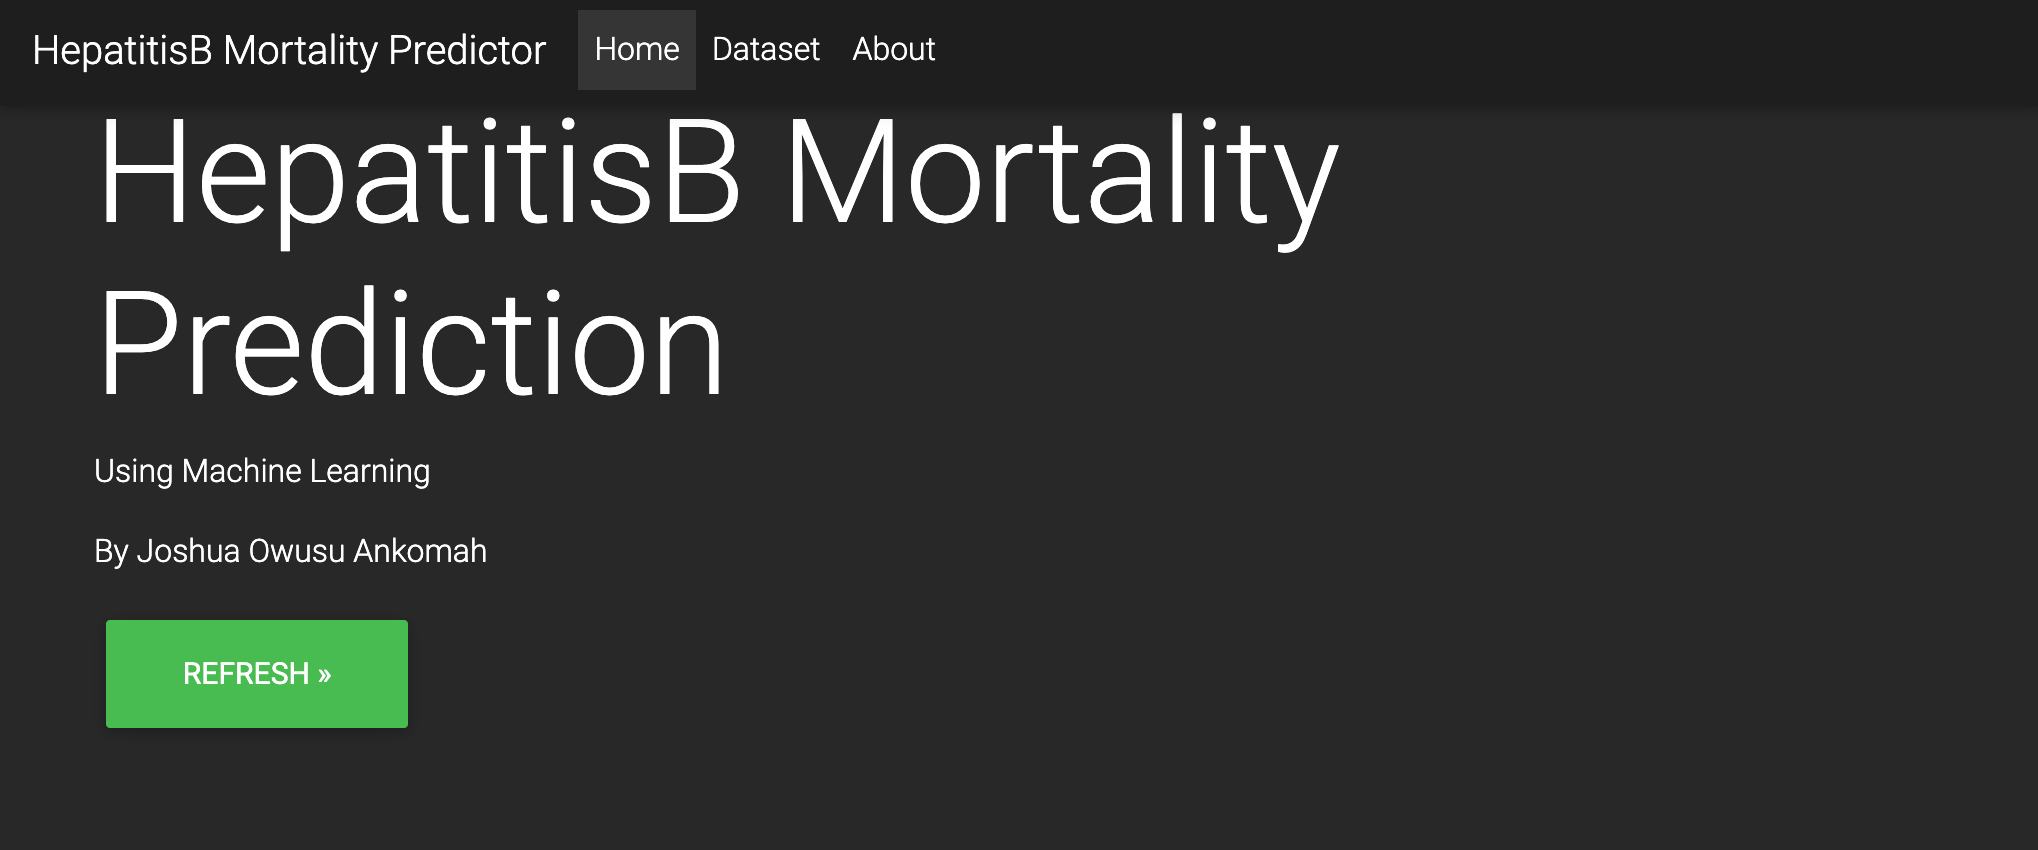 HepatitisB Mortality Predictor Home Dataset About
HepatitisB Mortality
Prediction
Using Machine Learning
By Joshua Owusu Ankomah
REFRESH »